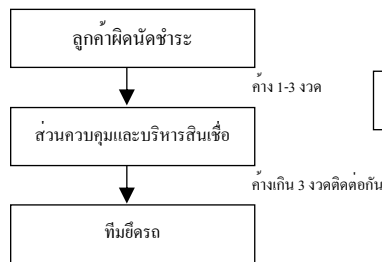 ลูกค้าผิดนัดชำระ
ค้าง 1-3 งวด
ส่วนควบคุมและบริหารสินเชื่อ
ค้างเกิน 3 งวดติดต่อกัน
ทีมยึดรถ